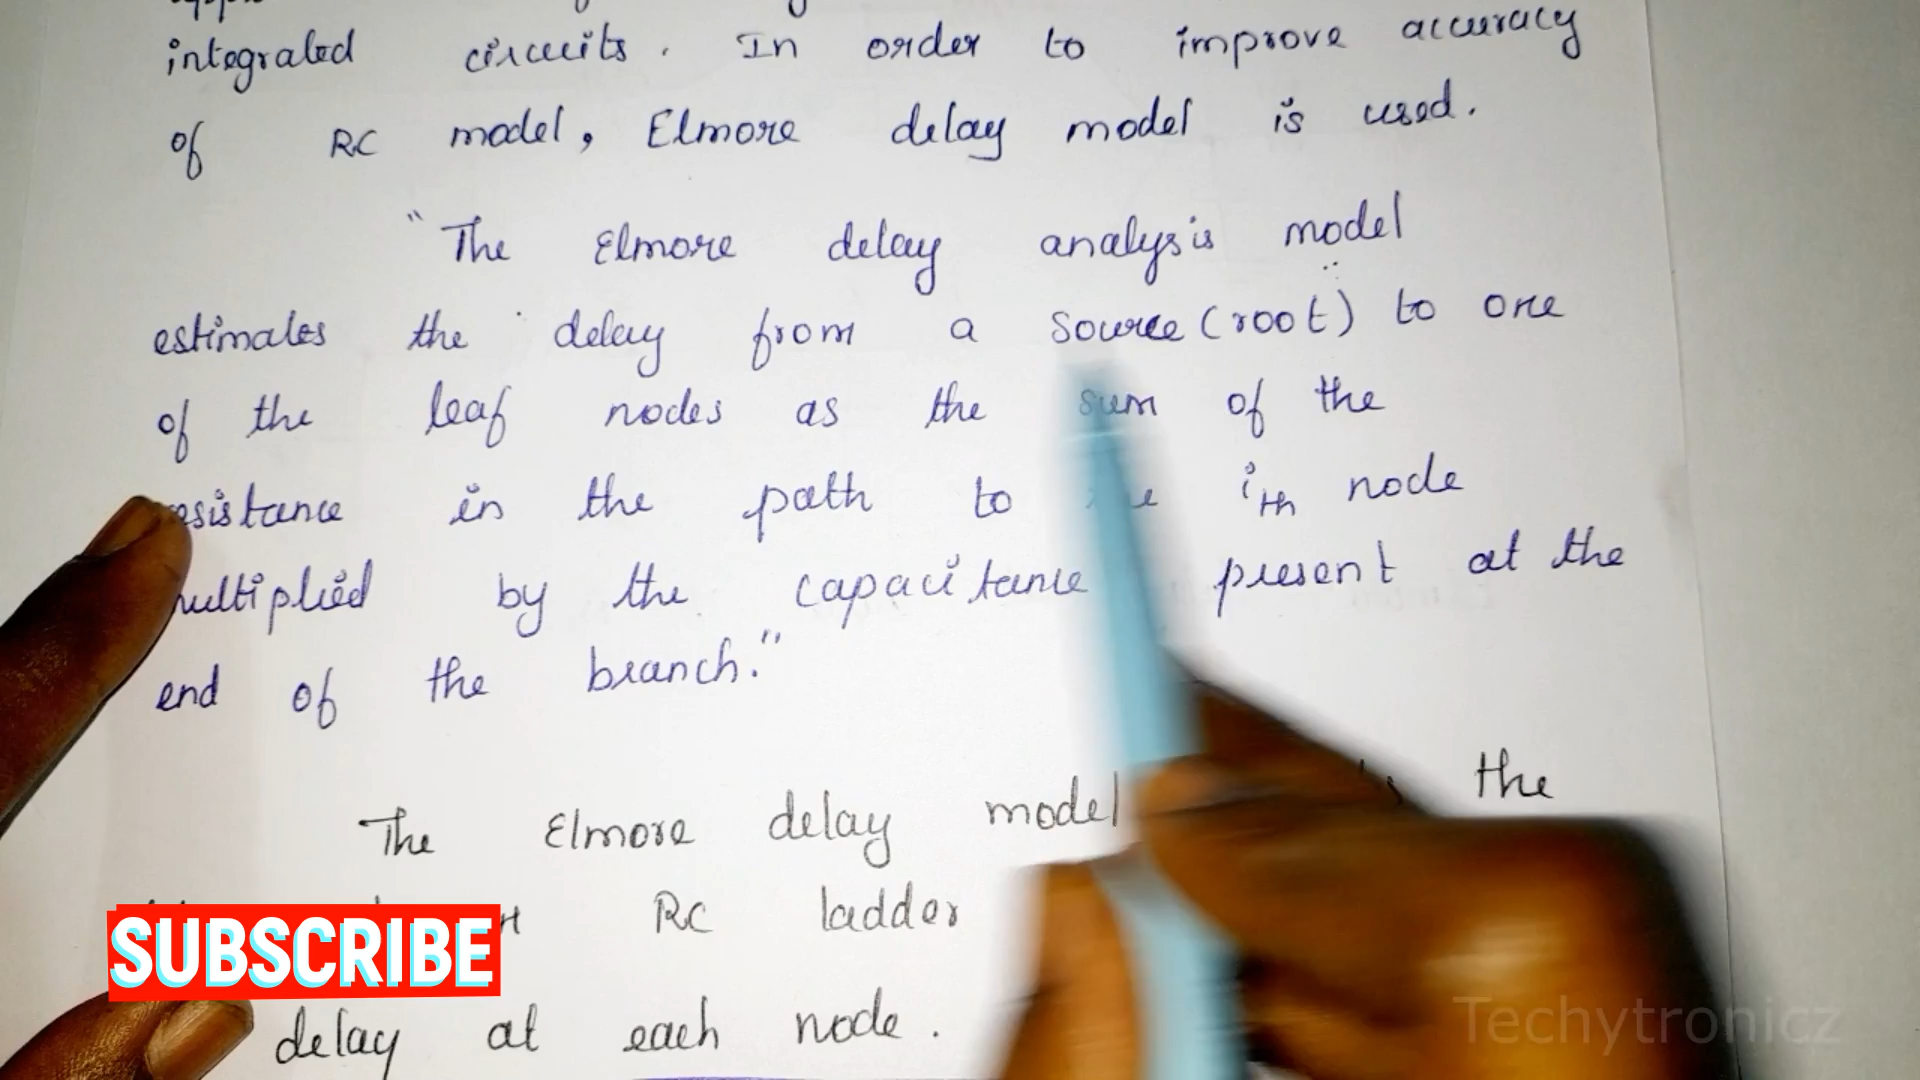 integrated circuits. In order to improve accuracy
of RC model, Elmore delay model is used.
"The Elmore delay analysis model
estimates the delay from a source (root) to one
of the leaf nodes as the sum of the
resistance in the path to the ith node
multiplied by the capacitance present at the
end of the branch."
The Elmore delay model the
RC ladder
SUBSCRIBE
delay at each node.
Techytronicz